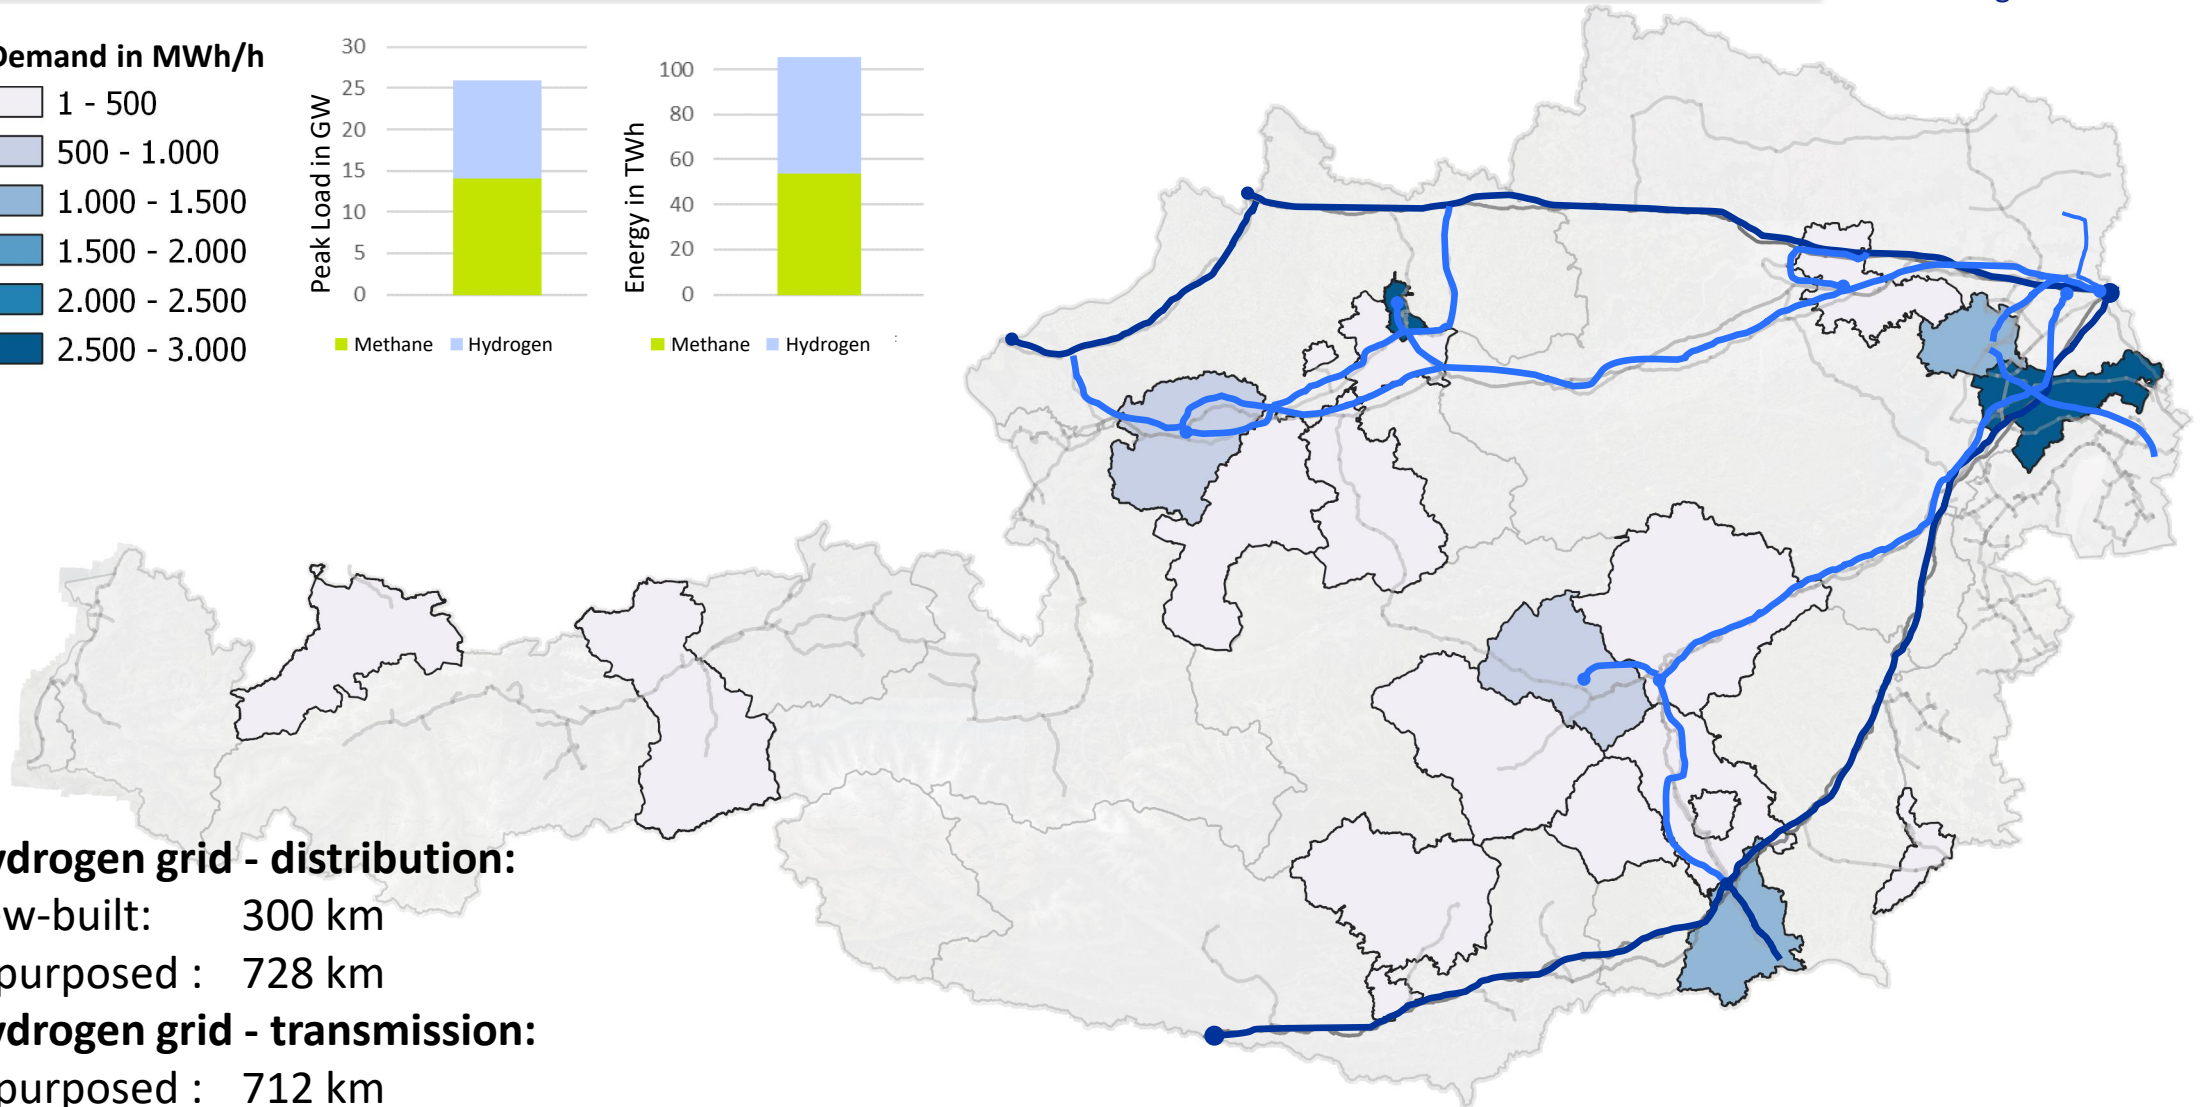 Demand in MWh/h
1 - 500
500 - 1.000
1.000 - 1.500
1.500 - 2.000
2.000 - 2.500
2.500 - 3.000
Peak Load in GW
30
25
20
15
10
5
0
Methane Hydrogen
Energy in TWh
100
80
60
40
20
0
Methane Hydrogen
ydrogen grid - distribution:
w-built: 300 km
purposed : 728 km
ydrogen grid - transmission:
purposed : 712 km